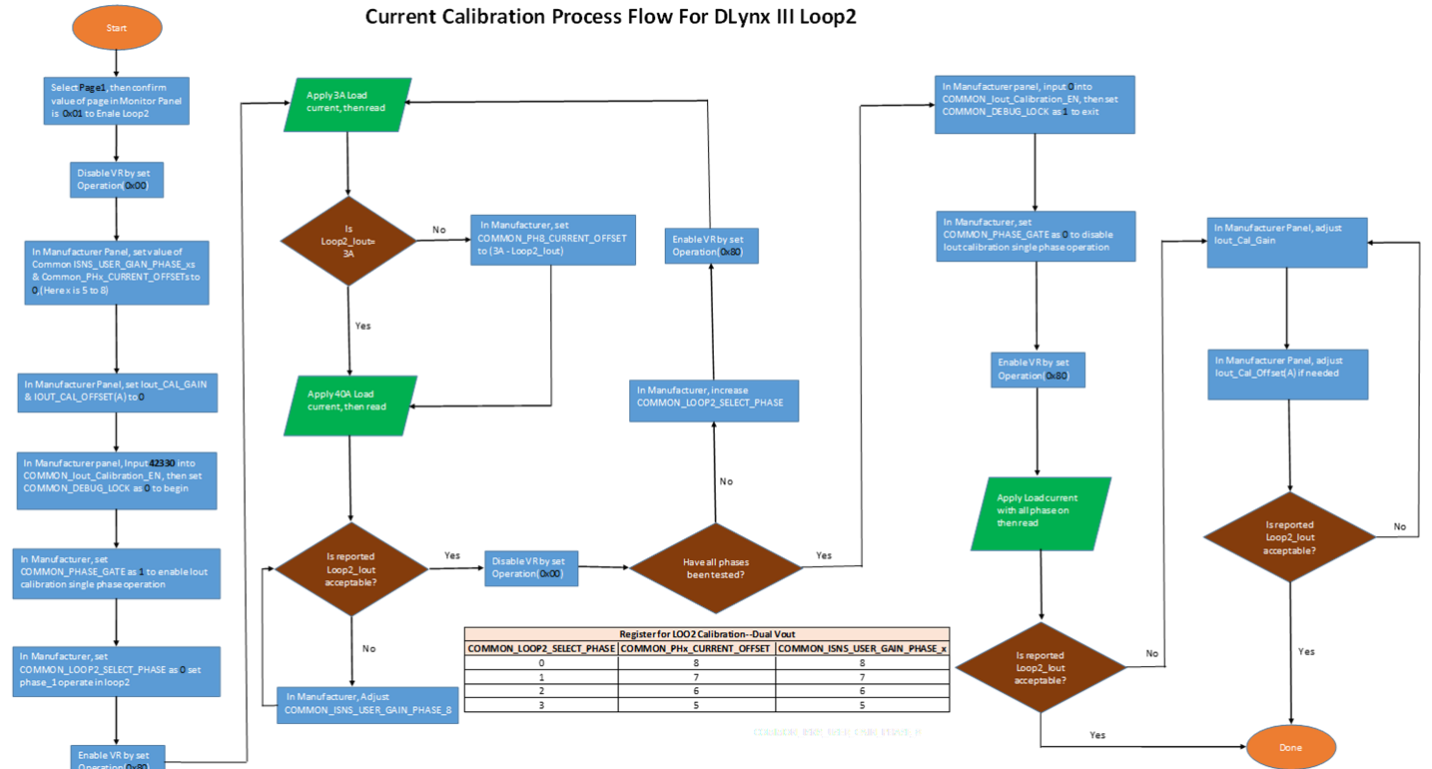 Current Calibration Process Flow For DLynx III Loop2
Start
Select Page1, then confirm
value of page in Monitor Panel
is 0x01 to Enale Loop2
Disable VR by set
Operation(0x00)
In Manufacturer Panel, set value of
Common ISNS_USER_GIAN_PHASE_xs
& Common_PHx_CURRENT_OFFSETs to
0,(Here x is 5 to 8)
In Manufacturer Panel, set Iout_CAL_GAIN
& IOUT_CAL_OFFSET(A) to 0
In Manufacturer panel, Input 42330 into
COMMON_Iout_Calibration_EN, then set
COMMON_DEBUG_LOCK as 0 to begin
In Manufacturer, set
COMMON_PHASE_GATE as 1 to enable Iout
calibration single phase operation
In Manufacturer, set
COMMON_LOOP2_SELECT_PHASE as 0 set
phase_1 operate in loop2
Enable VR by set
Operation(0x80)
Apply 3A Load
current, then read
Is
Loop2_Iout=
3A
No
In Manufacturer, set
COMMON_PH8_CURRENT_OFFSET
to (3A - Loop2_Iout)
Yes
Apply 40A Load
current, then read
Is reported
Loop2_Iout
acceptable?
Yes
No
In Manufacturer, Adjust
COMMON_ISNS_USER_GAIN_PHASE_8
Disable VR by set
Operation(0x00)
Have all phases
been tested?
No
In Manufacturer, increase
COMMON_LOOP2_SELECT_PHASE
Enable VR by set
Operation(0x80)
Yes
Register for LOO2 Calibration--Dual Vout
COMMON_LOOP2_SELECT_PHASE COMMON_PHx_CURRENT_OFFSET COMMON_ISNS_USER_GAIN_PHASE_x
0 8 8
1 7 7
2 6 6
3 5 5
In Manufacturer panel, input 0 into
COMMON_Iout_Calibration_EN, then set
COMMON_DEBUG_LOCK as 1 to exit
In Manufacturer, set
COMMON_PHASE_GATE as 0 to disable
Iout calibration single phase operation
Enable VR by set
Operation(0x80)
Apply Load current
with all phase on
then read
Is reported
Loop2_Iout
acceptable?
No
Yes
In Manufacturer Panel, adjust
Iout_Cal_Gain
In Manufacturer Panel, adjust
Iout_Cal_Offset(A) if needed
Is reported
Loop2_Iout
acceptable?
No
Yes
Done